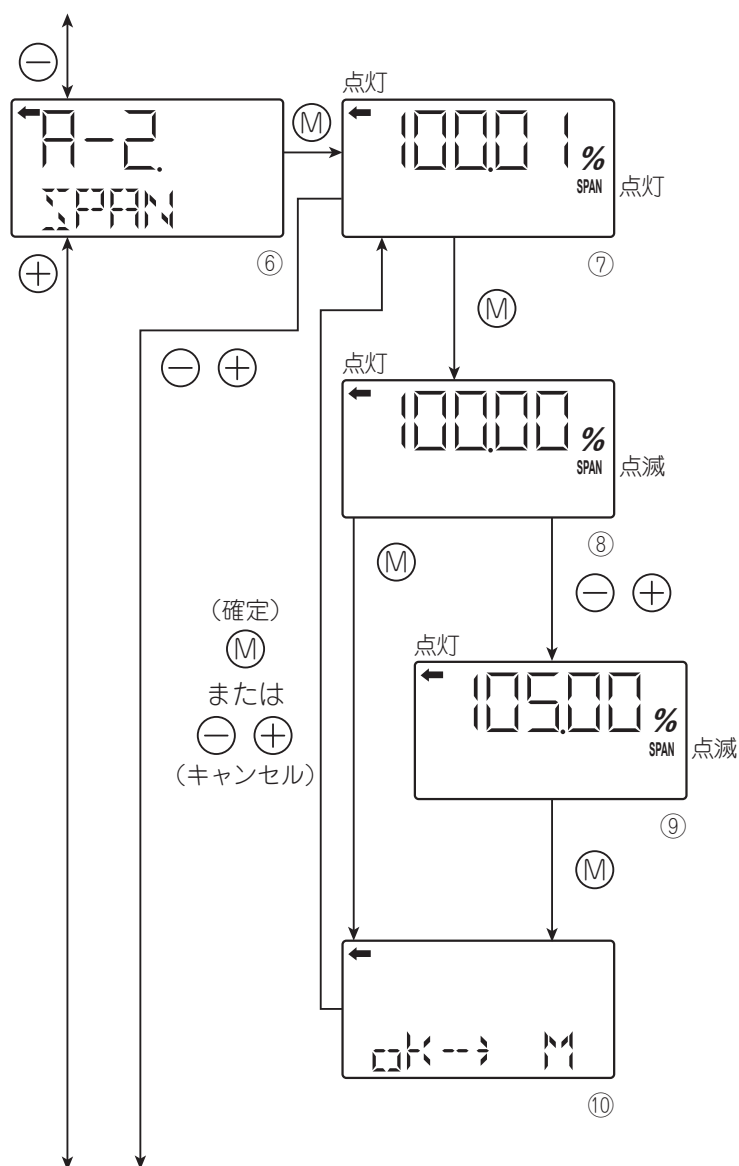 ⊖
点灯
← A-2.
SPAN
Ⓜ
← 100.01 %
SPAN
点灯
⊕
⑥
⑦
Ⓜ
⊖ ⊕
点灯
← 100.00 %
SPAN
点滅
⑧
Ⓜ
⊖ ⊕
(確定)
Ⓜ
または
⊖ ⊕
(キャンセル)
点灯
← 105.00 %
SPAN
点滅
⑨
Ⓜ
←
oK--→ M
⑩